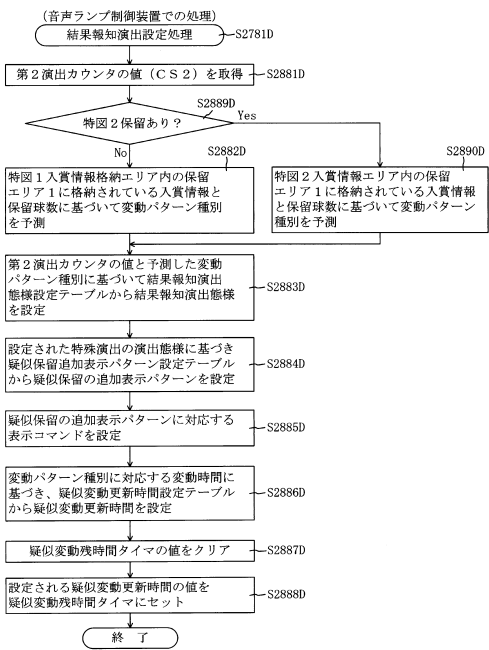 （音声ランプ制御装置での処理）
結果報知演出設定処理
S2781D
第２演出カウンタの値（ＣＳ２）を取得
S2881D
S2889D
特図２保留あり？
Yes
No
S2882D
特図１入賞情報格納エリア内の保留
エリア１に格納されている入賞情報と
保留球数に基づいて変動パターン種別
を予測
S2890D
特図２入賞情報エリア内の保留
エリア１に格納されている入賞情報
と保留球数に基づいて変動パターン
種別を予測
第２演出カウンタの値と予測した変動
パターン種別に基づいて結果報知演出
態様設定テーブルから結果報知演出態様
を設定
S2883D
設定された特殊演出の演出態様に基づき
疑似保留追加表示パターン設定テーブル
から疑似保留の追加表示パターンを設定
S2884D
疑似保留の追加表示パターンに対応する
表示コマンドを設定
S2885D
変動パターン種別に対応する変動時間に
基づき、疑似変動更新時間設定テーブル
から疑似変動更新時間を設定
S2886D
疑似変動残時間タイマの値をクリア
S2887D
設定される疑似変動更新時間の値を
疑似変動残時間タイマにセット
S2888D
終 了